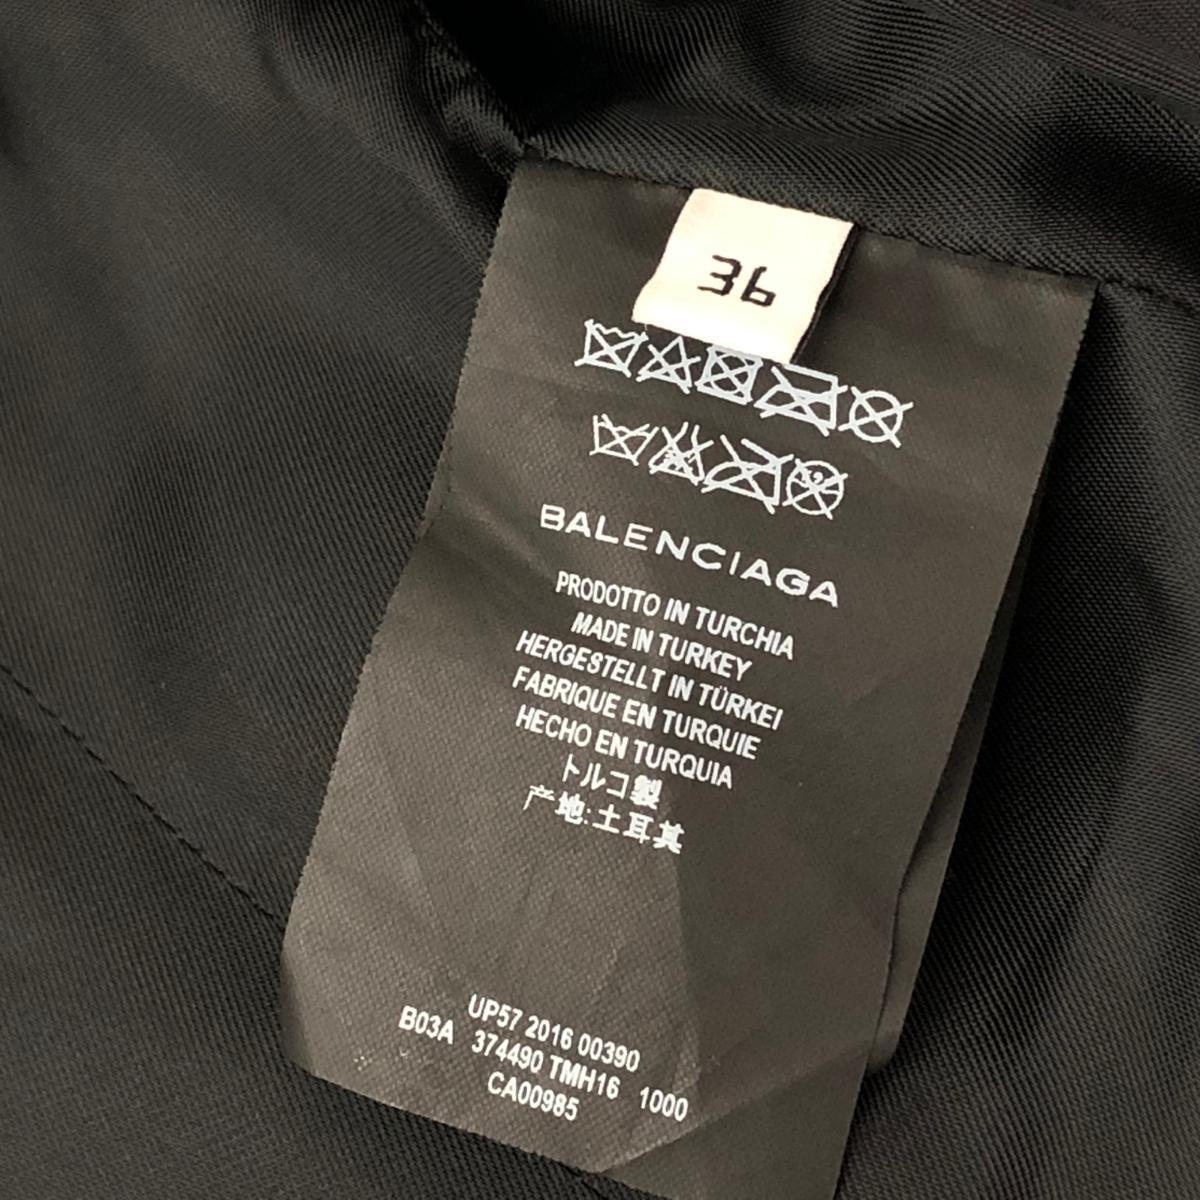 36
BALENCIAGA
PRODOTTO IN TURCHIA
MADE IN TURKEY
HERGESTELLT IN TÜRKEI
FABRIQUE EN TURQUIE
HECHO EN TURQUIA
トルコ製
产地:土耳其
UP57 2016 00390
B03A 374490 TMH16 1000
CA00985